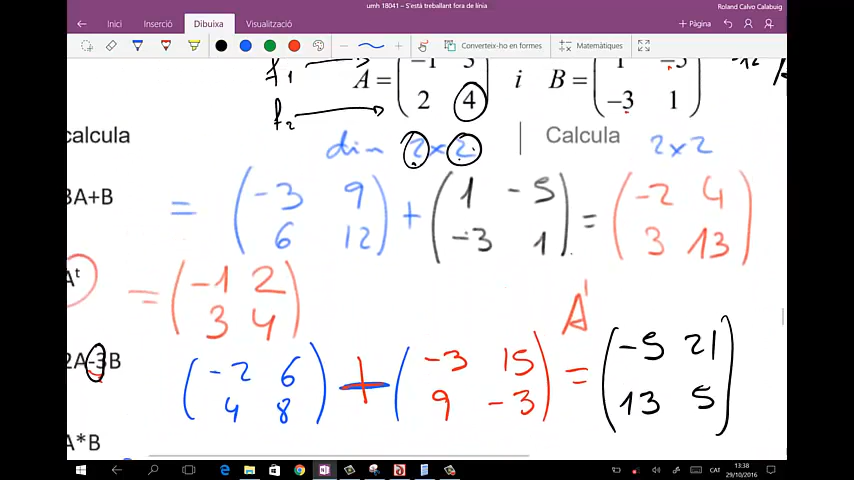 umh 18041 – S'està treballant fora de línia
Roland Calvo Calabuig
Inici Inserció Dibuixa Visualització
+ Pàgina
Converteix-ho en formes Matemàtiques
f1 A = ( -1 3 i B = ( 1 -5
f2 2 4 ) -3 1 )
calcula dim 2x2 | Calcula 2x2
3A+B = ( -3 9 + ( 1 -5 = ( -2 4
6 12 ) -3 1 ) 3 13 )
At = ( -1 2
3 4 ) A'
2A-3B ( -2 6 + ( -3 15 = ( -5 21
4 8 ) 9 -3 ) 13 5 )
A*B
CAT 13:38
29/10/2016